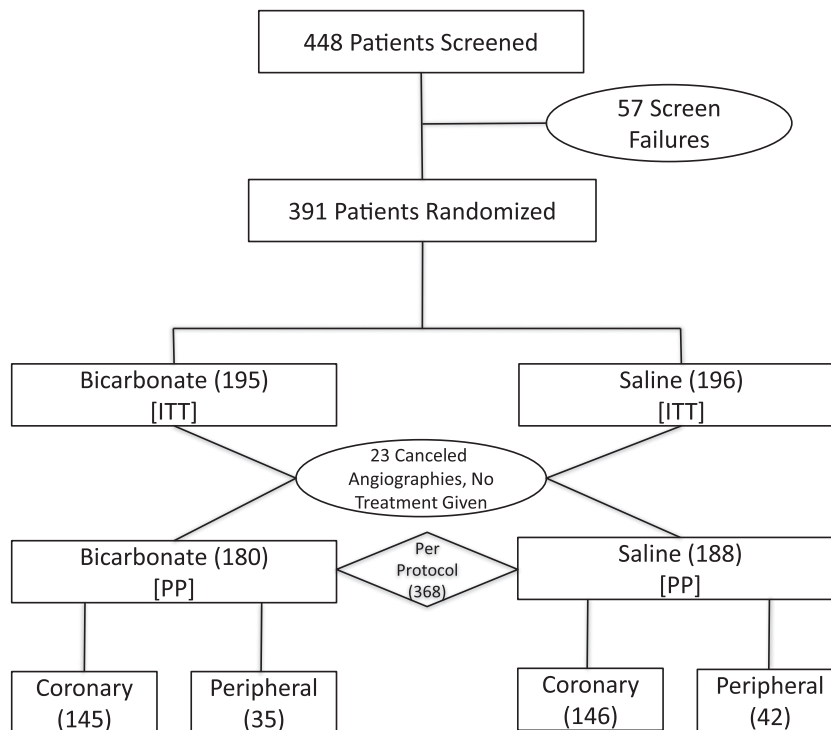 448 Patients Screened
57 Screen
Failures
391 Patients Randomized
Bicarbonate (195)
[ITT]
Saline (196)
[ITT]
23 Canceled
Angiographies, No
Treatment Given
Bicarbonate (180)
[PP]
Per
Protocol
(368)
Saline (188)
[PP]
Coronary
(145)
Peripheral
(35)
Coronary
(146)
Peripheral
(42)